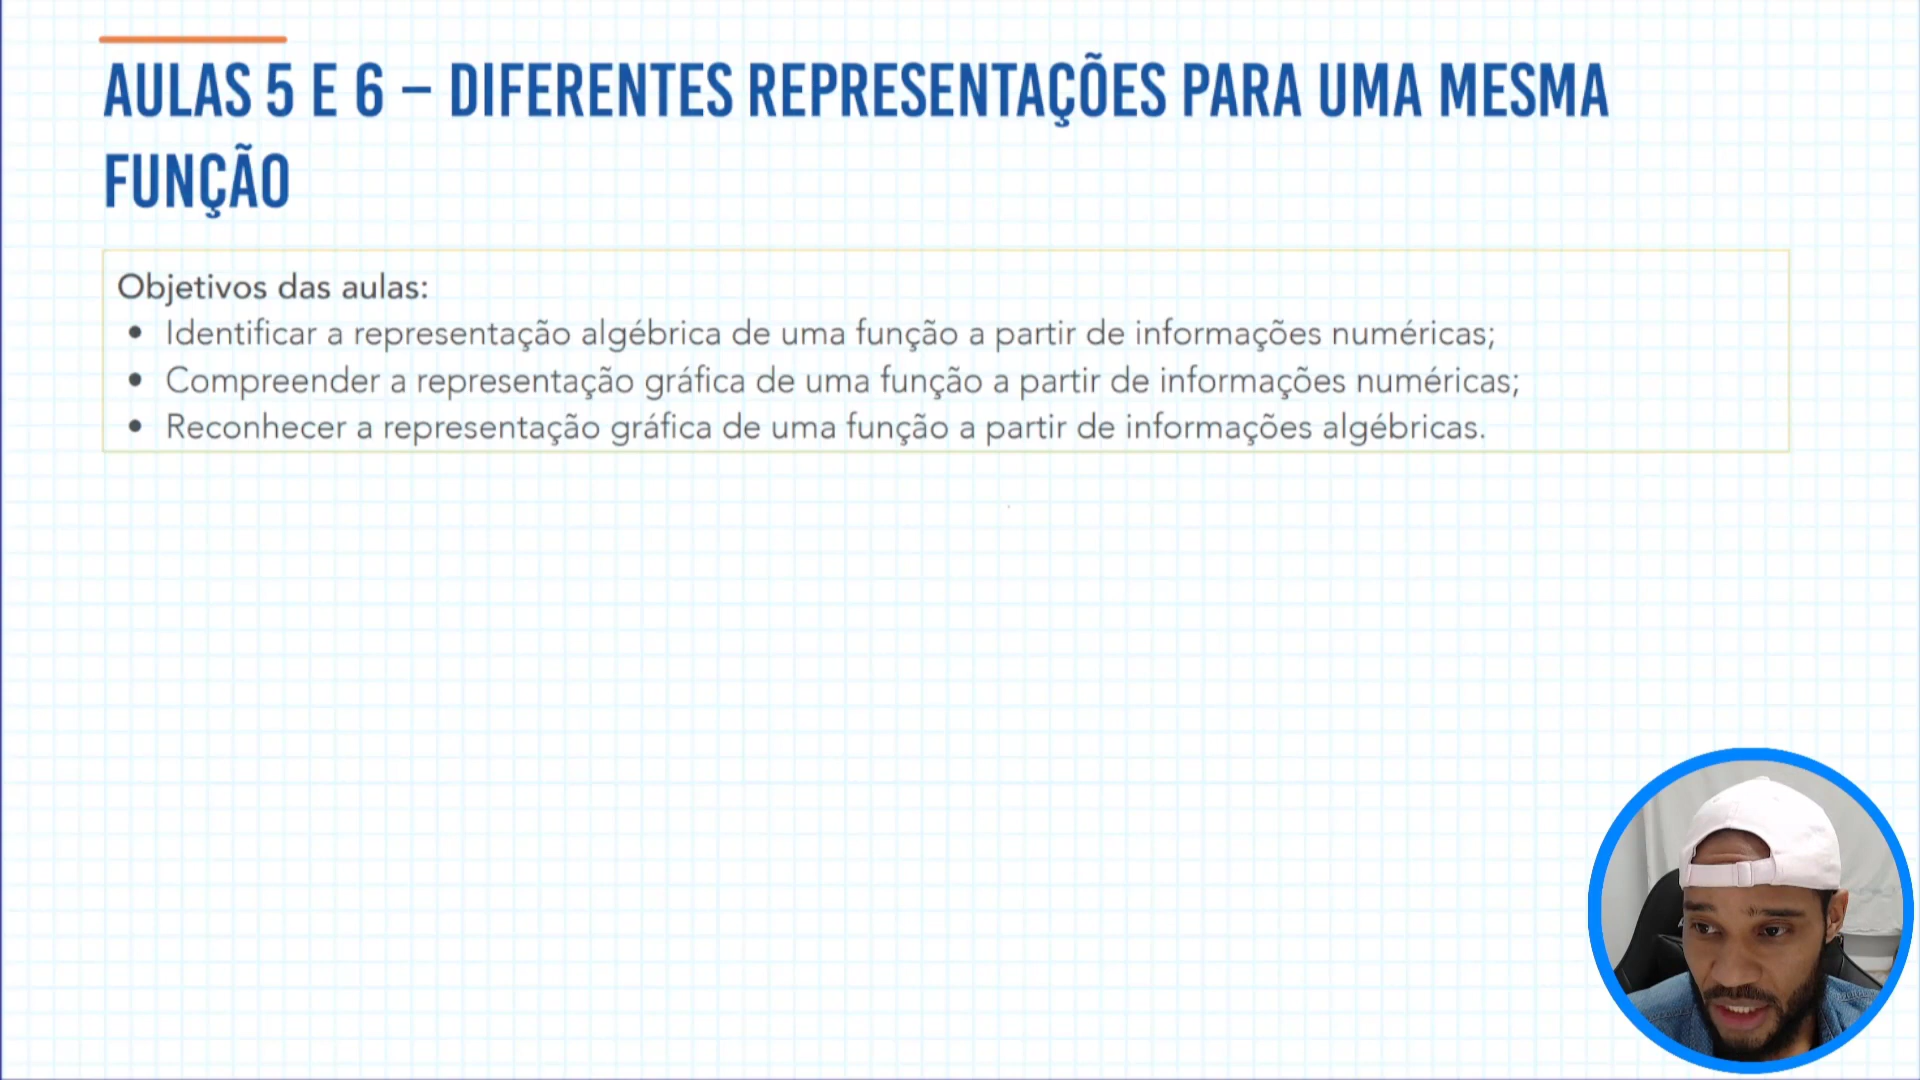 AULAS 5 E 6 – DIFERENTES REPRESENTAÇÕES PARA UMA MESMA
FUNÇÃO
Objetivos das aulas:
• Identificar a representação algébrica de uma função a partir de informações numéricas;
• Compreender a representação gráfica de uma função a partir de informações numéricas;
• Reconhecer a representação gráfica de uma função a partir de informações algébricas.